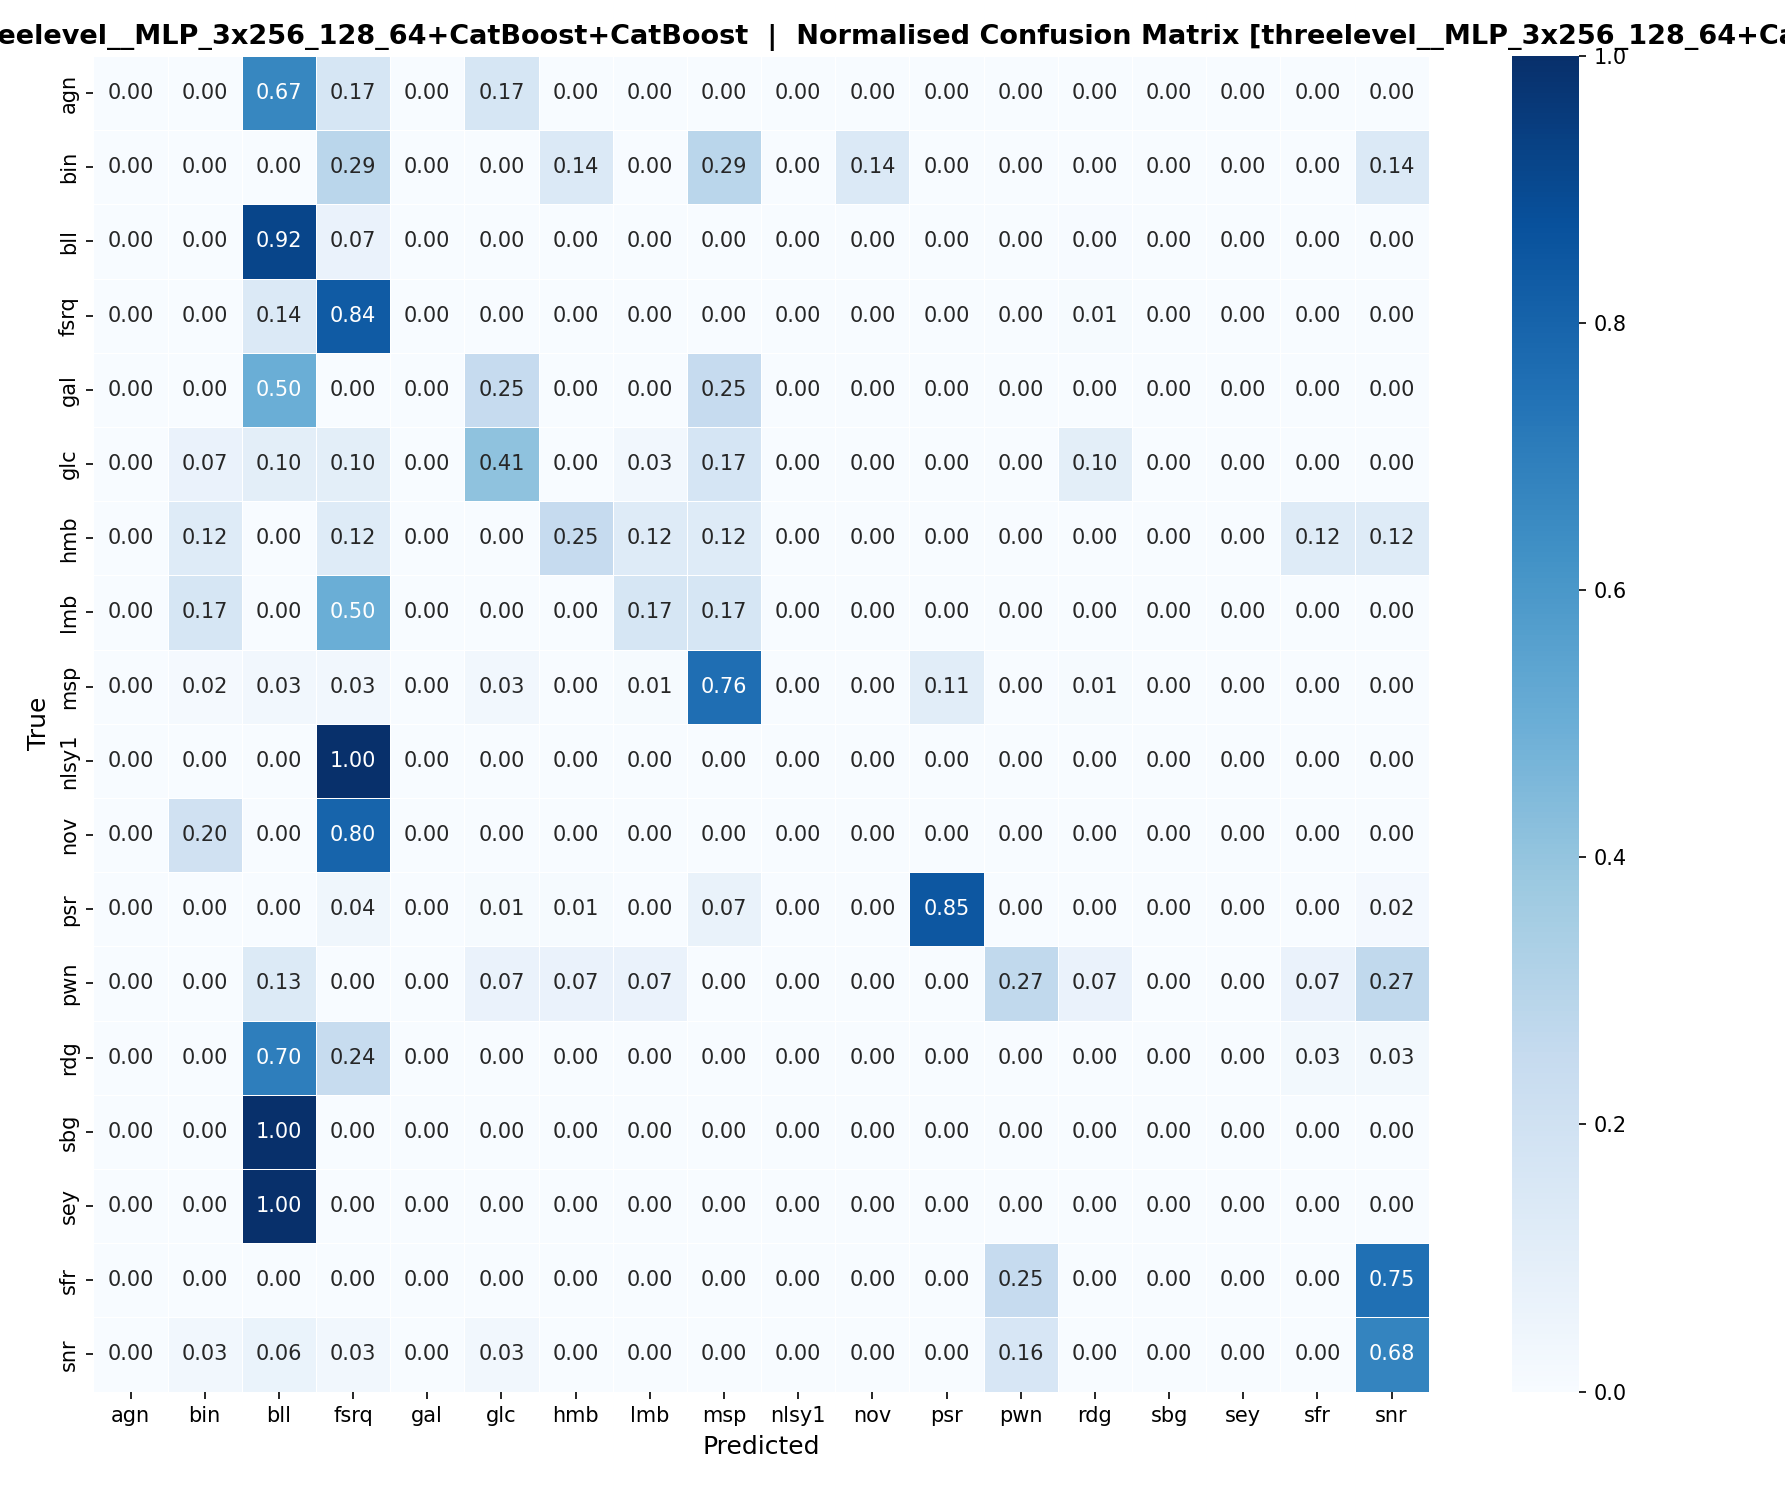 eelevel__MLP_3x256_128_64+CatBoost+CatBoost | Normalised Confusion Matrix [threelevel__MLP_3x256_128_64+Ca
agn 0.00 0.00 0.67 0.17 0.00 0.17 0.00 0.00 0.00 0.00 0.00 0.00 0.00 0.00 0.00 0.00 0.00 0.00
bin 0.00 0.00 0.00 0.29 0.00 0.00 0.14 0.00 0.29 0.00 0.14 0.00 0.00 0.00 0.00 0.00 0.00 0.14
bll 0.00 0.00 0.92 0.07 0.00 0.00 0.00 0.00 0.00 0.00 0.00 0.00 0.00 0.00 0.00 0.00 0.00 0.00
fsrq 0.00 0.00 0.14 0.84 0.00 0.00 0.00 0.00 0.00 0.00 0.00 0.00 0.00 0.01 0.00 0.00 0.00 0.00
gal 0.00 0.00 0.50 0.00 0.00 0.25 0.00 0.00 0.25 0.00 0.00 0.00 0.00 0.00 0.00 0.00 0.00 0.00
glc 0.00 0.07 0.10 0.10 0.00 0.41 0.00 0.03 0.17 0.00 0.00 0.00 0.00 0.10 0.00 0.00 0.00 0.00
hmb 0.00 0.12 0.00 0.12 0.00 0.00 0.25 0.12 0.12 0.00 0.00 0.00 0.00 0.00 0.00 0.00 0.12 0.12
lmb 0.00 0.17 0.00 0.50 0.00 0.00 0.00 0.17 0.17 0.00 0.00 0.00 0.00 0.00 0.00 0.00 0.00 0.00
msp 0.00 0.02 0.03 0.03 0.00 0.03 0.00 0.01 0.76 0.00 0.00 0.11 0.00 0.01 0.00 0.00 0.00 0.00
True
nlsy1 0.00 0.00 0.00 1.00 0.00 0.00 0.00 0.00 0.00 0.00 0.00 0.00 0.00 0.00 0.00 0.00 0.00 0.00
nov 0.00 0.20 0.00 0.80 0.00 0.00 0.00 0.00 0.00 0.00 0.00 0.00 0.00 0.00 0.00 0.00 0.00 0.00
psr 0.00 0.00 0.00 0.04 0.00 0.01 0.01 0.00 0.07 0.00 0.00 0.85 0.00 0.00 0.00 0.00 0.00 0.02
pwn 0.00 0.00 0.13 0.00 0.00 0.07 0.07 0.07 0.00 0.00 0.00 0.00 0.27 0.07 0.00 0.00 0.07 0.27
rdg 0.00 0.00 0.70 0.24 0.00 0.00 0.00 0.00 0.00 0.00 0.00 0.00 0.00 0.00 0.00 0.00 0.03 0.03
sbg 0.00 0.00 1.00 0.00 0.00 0.00 0.00 0.00 0.00 0.00 0.00 0.00 0.00 0.00 0.00 0.00 0.00 0.00
sey 0.00 0.00 1.00 0.00 0.00 0.00 0.00 0.00 0.00 0.00 0.00 0.00 0.00 0.00 0.00 0.00 0.00 0.00
sfr 0.00 0.00 0.00 0.00 0.00 0.00 0.00 0.00 0.00 0.00 0.00 0.00 0.25 0.00 0.00 0.00 0.00 0.75
snr 0.00 0.03 0.06 0.03 0.00 0.03 0.00 0.00 0.00 0.00 0.00 0.00 0.16 0.00 0.00 0.00 0.00 0.68
agn bin bll fsrq gal glc hmb lmb msp nlsy1 nov psr pwn rdg sbg sey sfr snr
Predicted
1.0
0.8
0.6
0.4
0.2
0.0